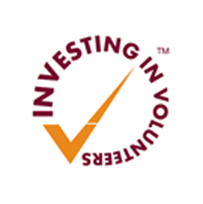 INVESTING IN VOLUNTEERS
TM